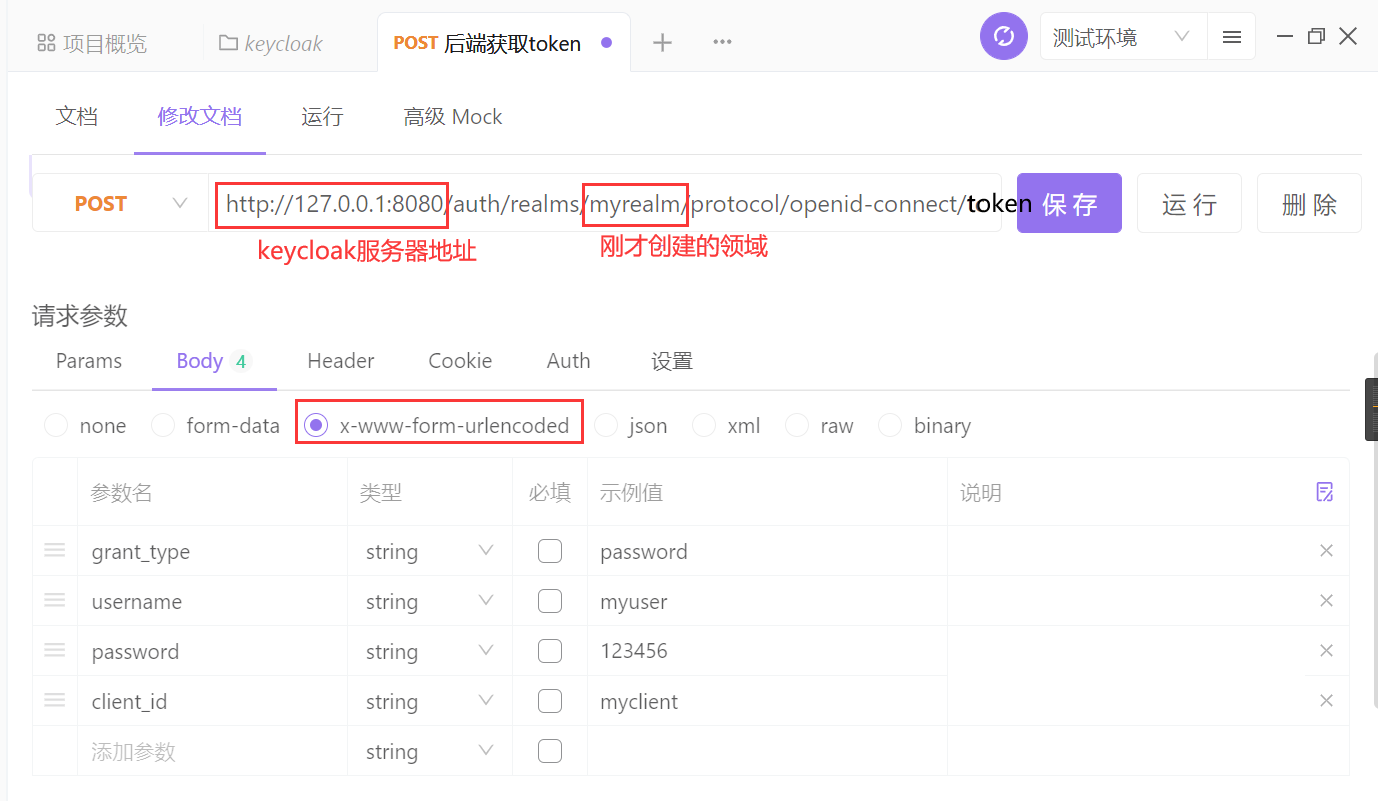 项目概览 keycloak POST 后端获取token 测试环境
文档 修改文档 运行 高级 Mock
POST http://127.0.0.1:8080/auth/realms/myrealm/protocol/openid-connect/token 保 存 运 行 删 除
keycloak服务器地址 刚才创建的领域
请求参数
Params Body 4 Header Cookie Auth 设置
none form-data x-www-form-urlencoded json xml raw binary
参数名 类型 必填 示例值 说明
grant_type string password
username string myuser
password string 123456
client_id string myclient
添加参数 string